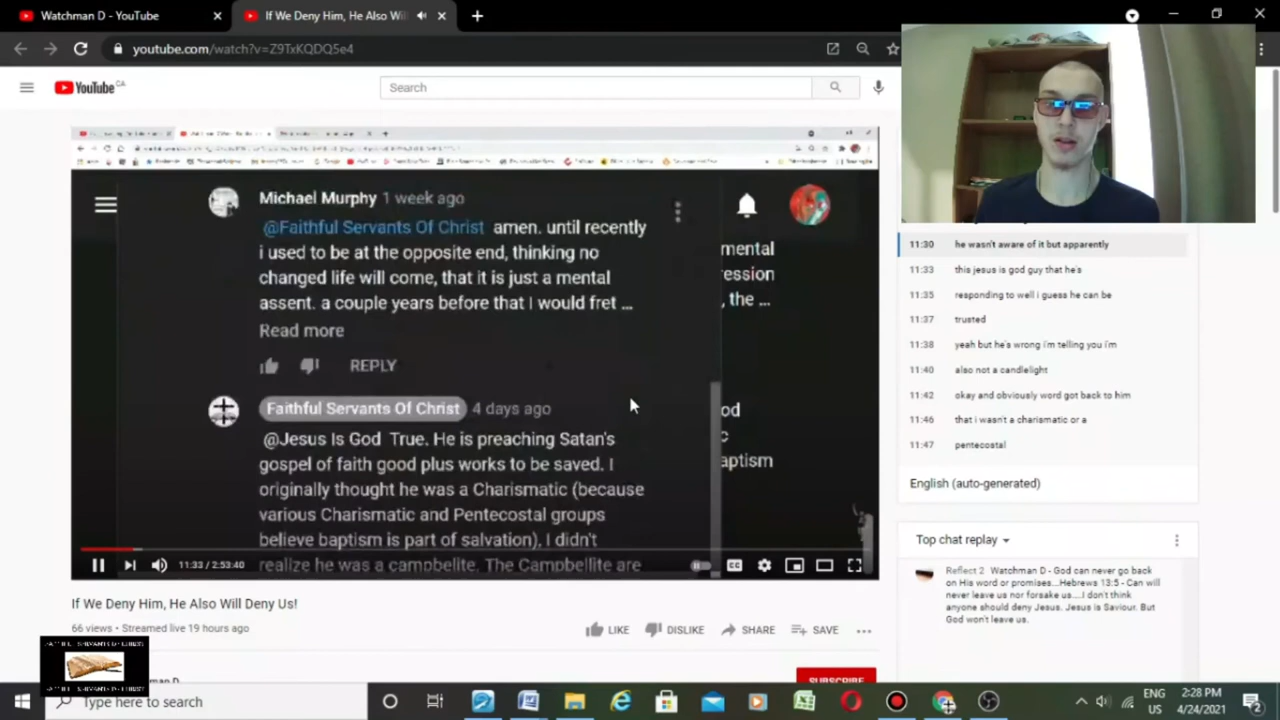 Watchman D - YouTube
If We Deny Him, He Also Wil
youtube.com/watch?v=Z9TxKQDQ5e4
YouTube CA
Search
Michael Murphy 1 week ago
@Faithful Servants Of Christ amen. until recently
i used to be at the opposite end, thinking no
changed life will come, that it is just a mental
assent. a couple years before that I would fret ...
Read more
REPLY
mental
ression
, the ...
Faithful Servants Of Christ 4 days ago
@Jesus Is God True. He is preaching Satan's
gospel of faith good plus works to be saved. I
originally thought he was a Charismatic (because
various Charismatic and Pentecostal groups
believe baptism is part of salvation). I didn't
realize he was a campbelite. The Campbellite are
od
c
aptism
11:33 / 2:53:40
If We Deny Him, He Also Will Deny Us!
66 views • Streamed live 19 hours ago
LIKE
DISLIKE
SHARE
SAVE
SUBSCRIBE
11:30 he wasn't aware of it but apparently
11:33 this jesus is god guy that he's
11:35 responding to well i guess he can be
11:37 trusted
11:38 yeah but he's wrong i'm telling you i'm
11:40 also not a candlelight
11:42 okay and obviously word got back to him
11:46 that i wasn't a charismatic or a
11:47 pentecostal
English (auto-generated)
Top chat replay
Reflect 2 Watchman D - God can never go back
on His word or promises...Hebrews 13:5 - Can will
never leave us nor forsake us....I don't think
anyone should deny Jesus. Jesus is Saviour. But
God won't leave us.
Type here to search
ENG
US
2:28 PM
4/24/2021
2